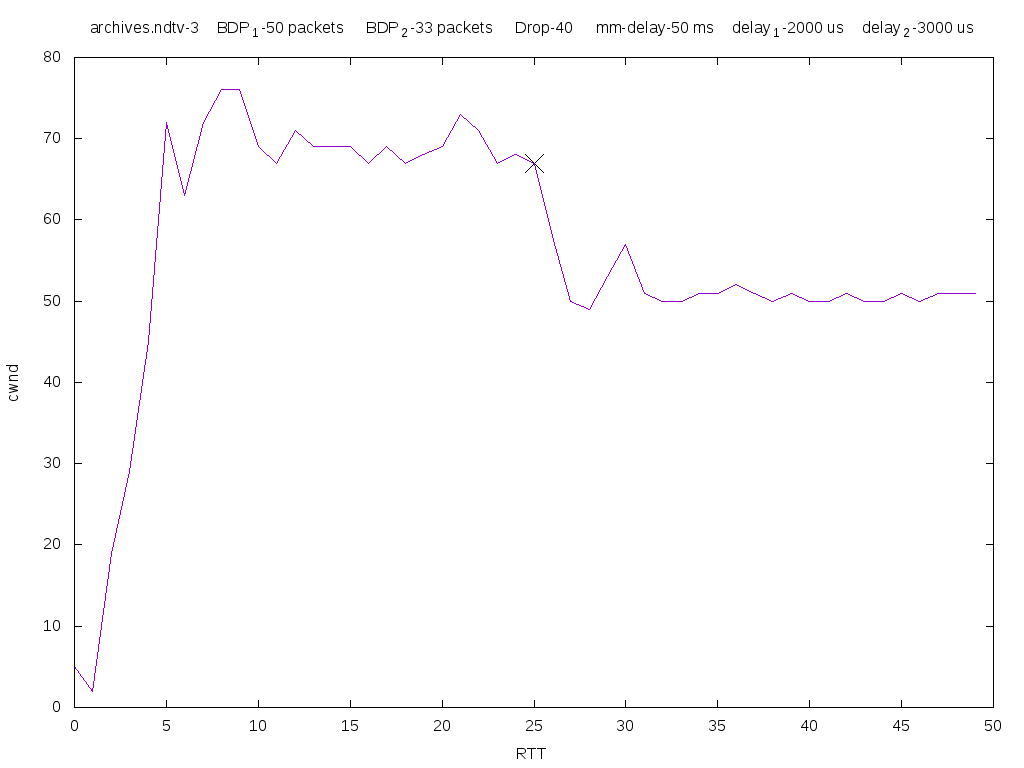 archives.ndtv-3 BDP1-50 packets BDP2-33 packets Drop-40 mm-delay-50 ms delay1-2000 us delay2-3000 us
80
70
60
50
40
30
20
10
0
cwnd
0 5 10 15 20 25 30 35 40 45 50
RTT